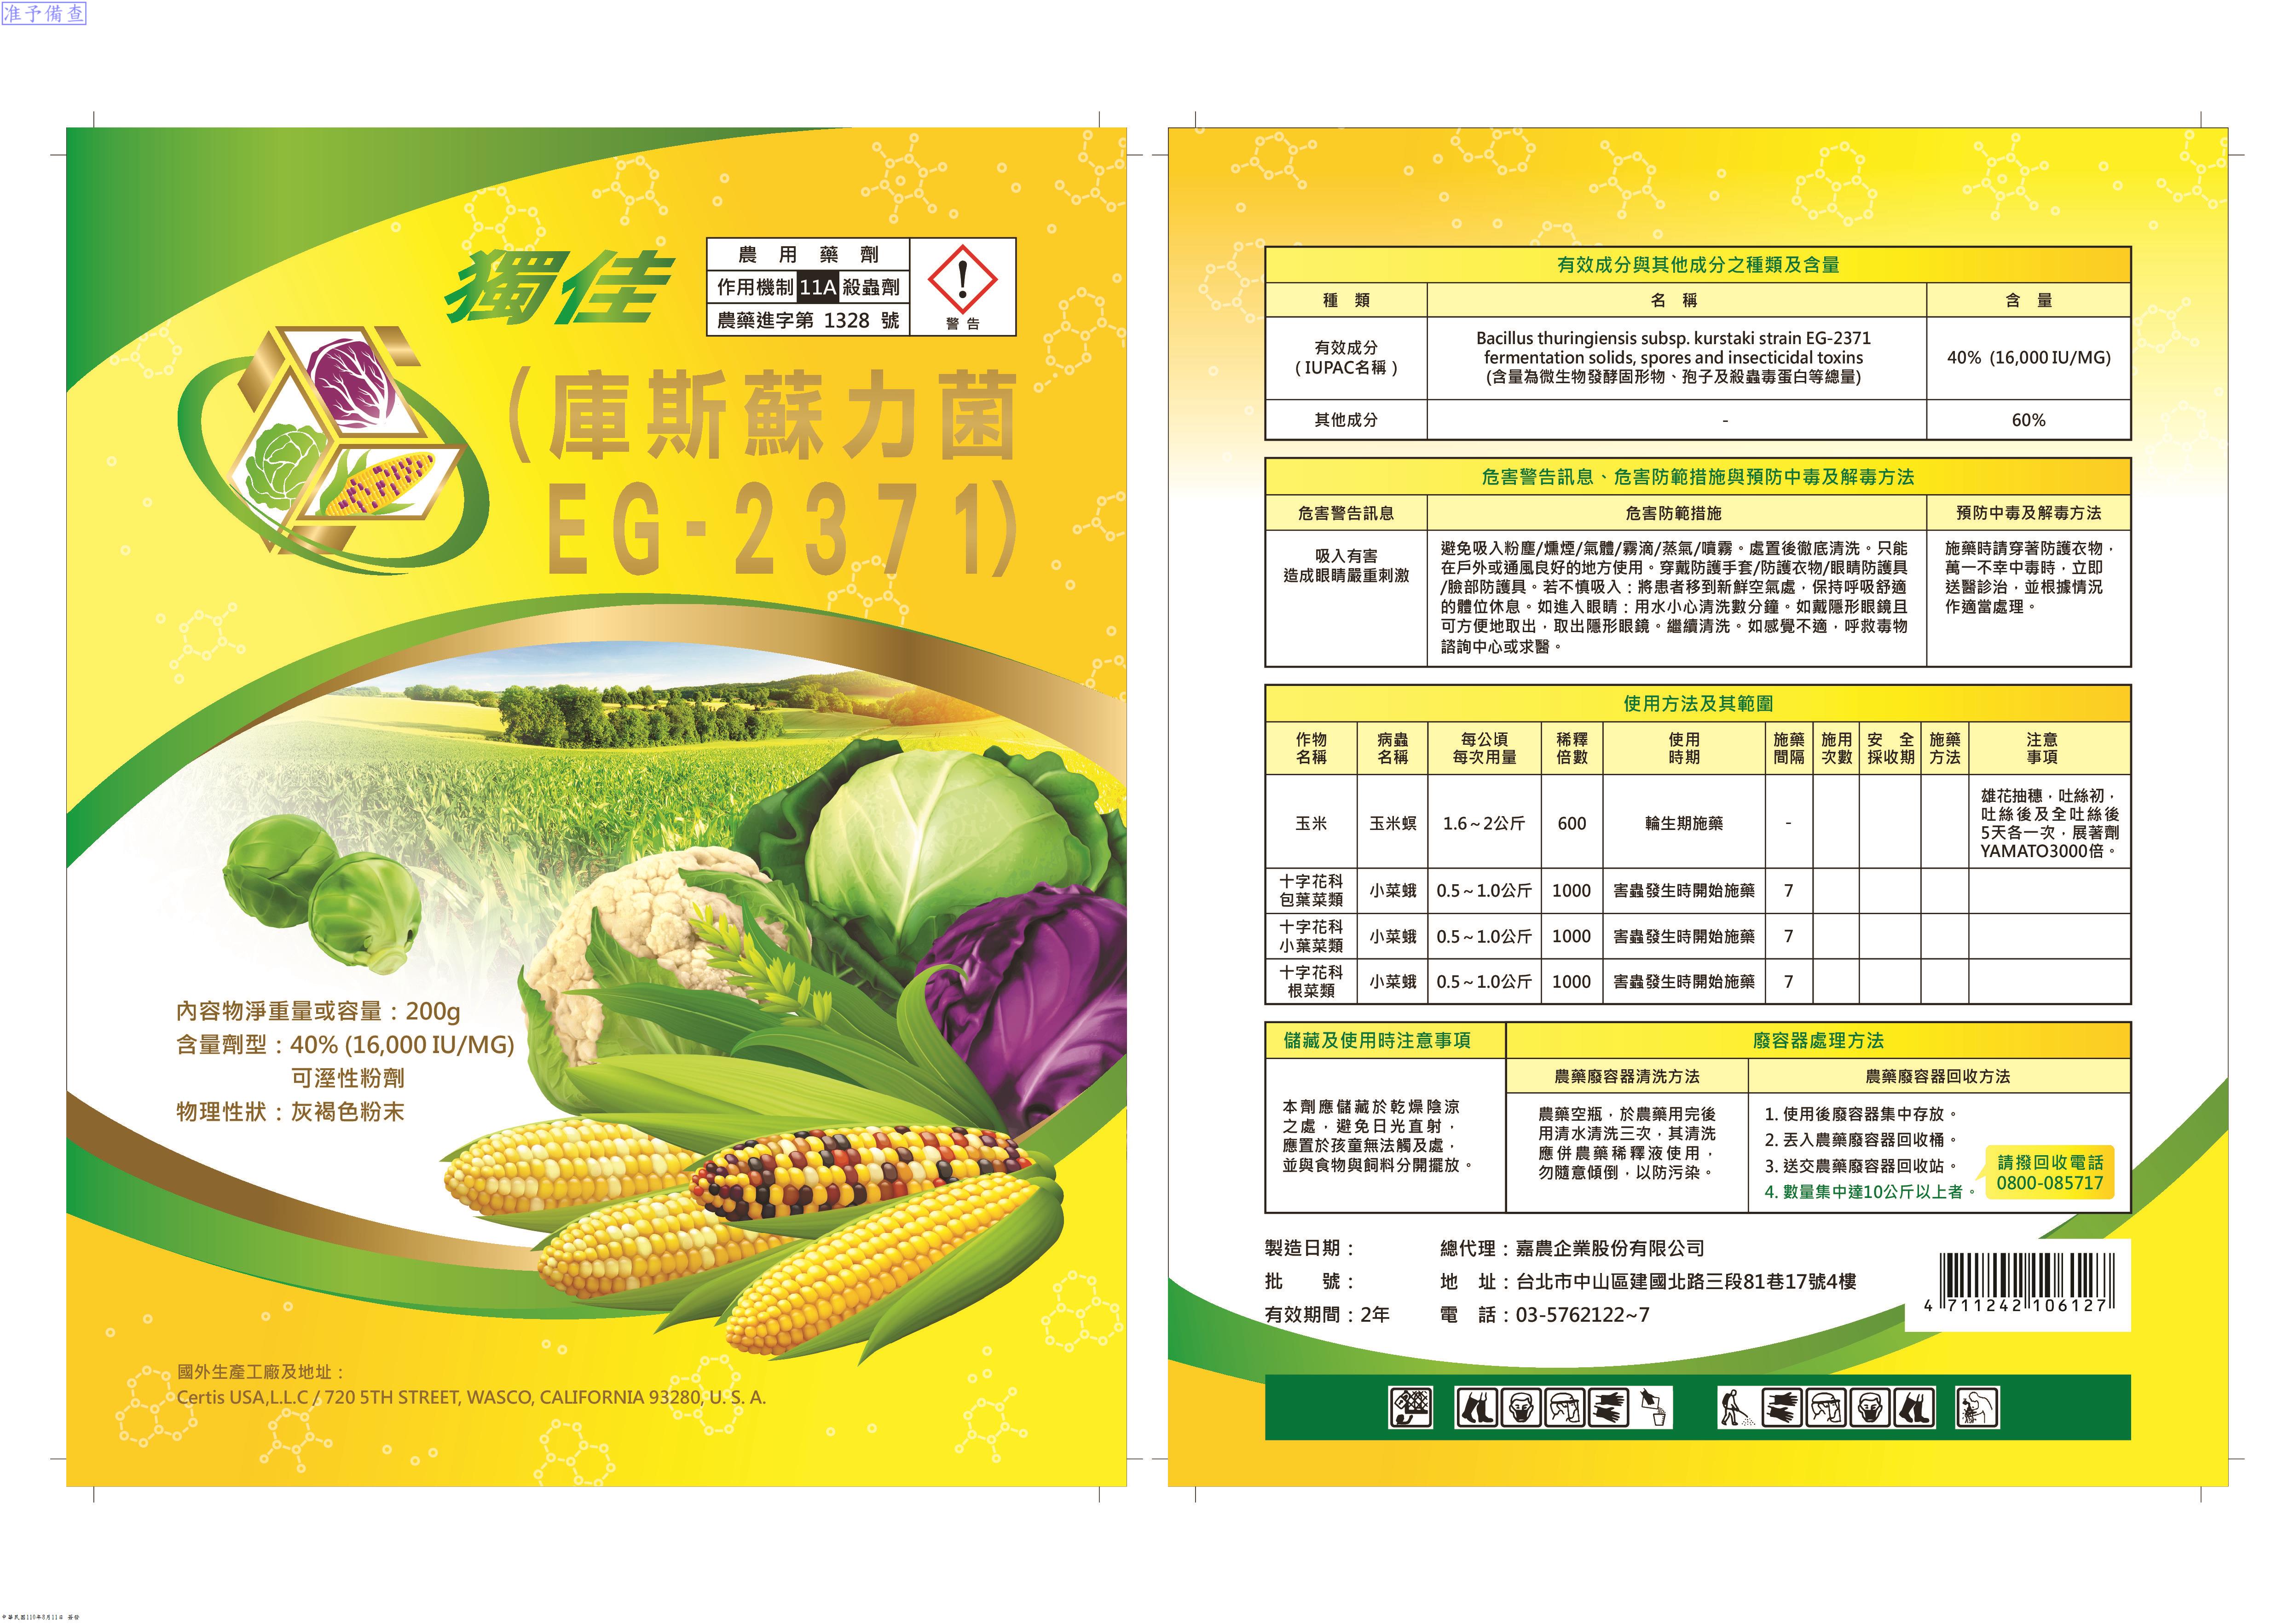 准予備查
獨佳
農用藥劑
作用機制 11A 殺蟲劑
農藥進字第 1328 號
警告
(庫斯蘇力菌
EG-2371)
內容物淨重量或容量：200g
含量劑型：40% (16,000 IU/MG)
可溼性粉劑
物理性狀：灰褐色粉末
國外生產工廠及地址：
Certis USA,L.L.C / 720 5TH STREET, WASCO, CALIFORNIA 93280, U. S. A.
有效成分與其他成分之種類及含量
種類 名稱 含量
有效成分
( IUPAC名稱 )
Bacillus thuringiensis subsp. kurstaki strain EG-2371
fermentation solids, spores and insecticidal toxins
(含量為微生物發酵固形物、孢子及殺蟲毒蛋白等總量)
40% (16,000 IU/MG)
其他成分 - 60%
危害警告訊息、危害防範措施與預防中毒及解毒方法
危害警告訊息 危害防範措施 預防中毒及解毒方法
吸入有害
造成眼睛嚴重刺激
避免吸入粉塵/燻煙/氣體/霧滴/蒸氣/噴霧。處置後徹底清洗。只能
在戶外或通風良好的地方使用。穿戴防護手套/防護衣物/眼睛防護具
/臉部防護具。若不慎吸入：將患者移到新鮮空氣處，保持呼吸舒適
的體位休息。如進入眼睛：用水小心清洗數分鐘。如戴隱形眼鏡且
可方便地取出，取出隱形眼鏡。繼續清洗。如感覺不適，呼救毒物
諮詢中心或求醫。
施藥時請穿著防護衣物，
萬一不幸中毒時，立即
送醫診治，並根據情況
作適當處理。
使用方法及其範圍
作物 病蟲 每公頃 稀釋 使用 施藥 施用 安全 施藥 注意
名稱 名稱 每次用量 倍數 時期 間隔 次數 採收期 方法 事項
玉米 玉米螟 1.6~2公斤 600 輪生期施藥 -
雄花抽穗，吐絲初，
吐絲後及全吐絲後
5天各一次，展著劑
YAMATO3000倍。
十字花科
包葉菜類
小菜蛾 0.5~1.0公斤 1000 害蟲發生時開始施藥 7
十字花科
小葉菜類
小菜蛾 0.5~1.0公斤 1000 害蟲發生時開始施藥 7
十字花科
根菜類
小菜蛾 0.5~1.0公斤 1000 害蟲發生時開始施藥 7
儲藏及使用時注意事項
本劑應儲藏於乾燥陰涼
之處，避免日光直射，
應置於孩童無法觸及處，
並與食物與飼料分開擺放。
廢容器處理方法
農藥廢容器清洗方法
農藥空瓶，於農藥用完後
用清水清洗三次，其清洗
應併農藥稀釋液使用，
勿隨意傾倒，以防污染。
農藥廢容器回收方法
1. 使用後廢容器集中存放。
2. 丟入農藥廢容器回收桶。
3. 送交農藥廢容器回收站。
4. 數量集中達10公斤以上者。
請撥回收電話
0800-085717
製造日期：
批號：
有效期間：2年
總代理：嘉農企業股份有限公司
地址：台北市中山區建國北路三段81巷17號4樓
電話：03-5762122~7
4 711242 106127
中華民國110年8月11日 簽發